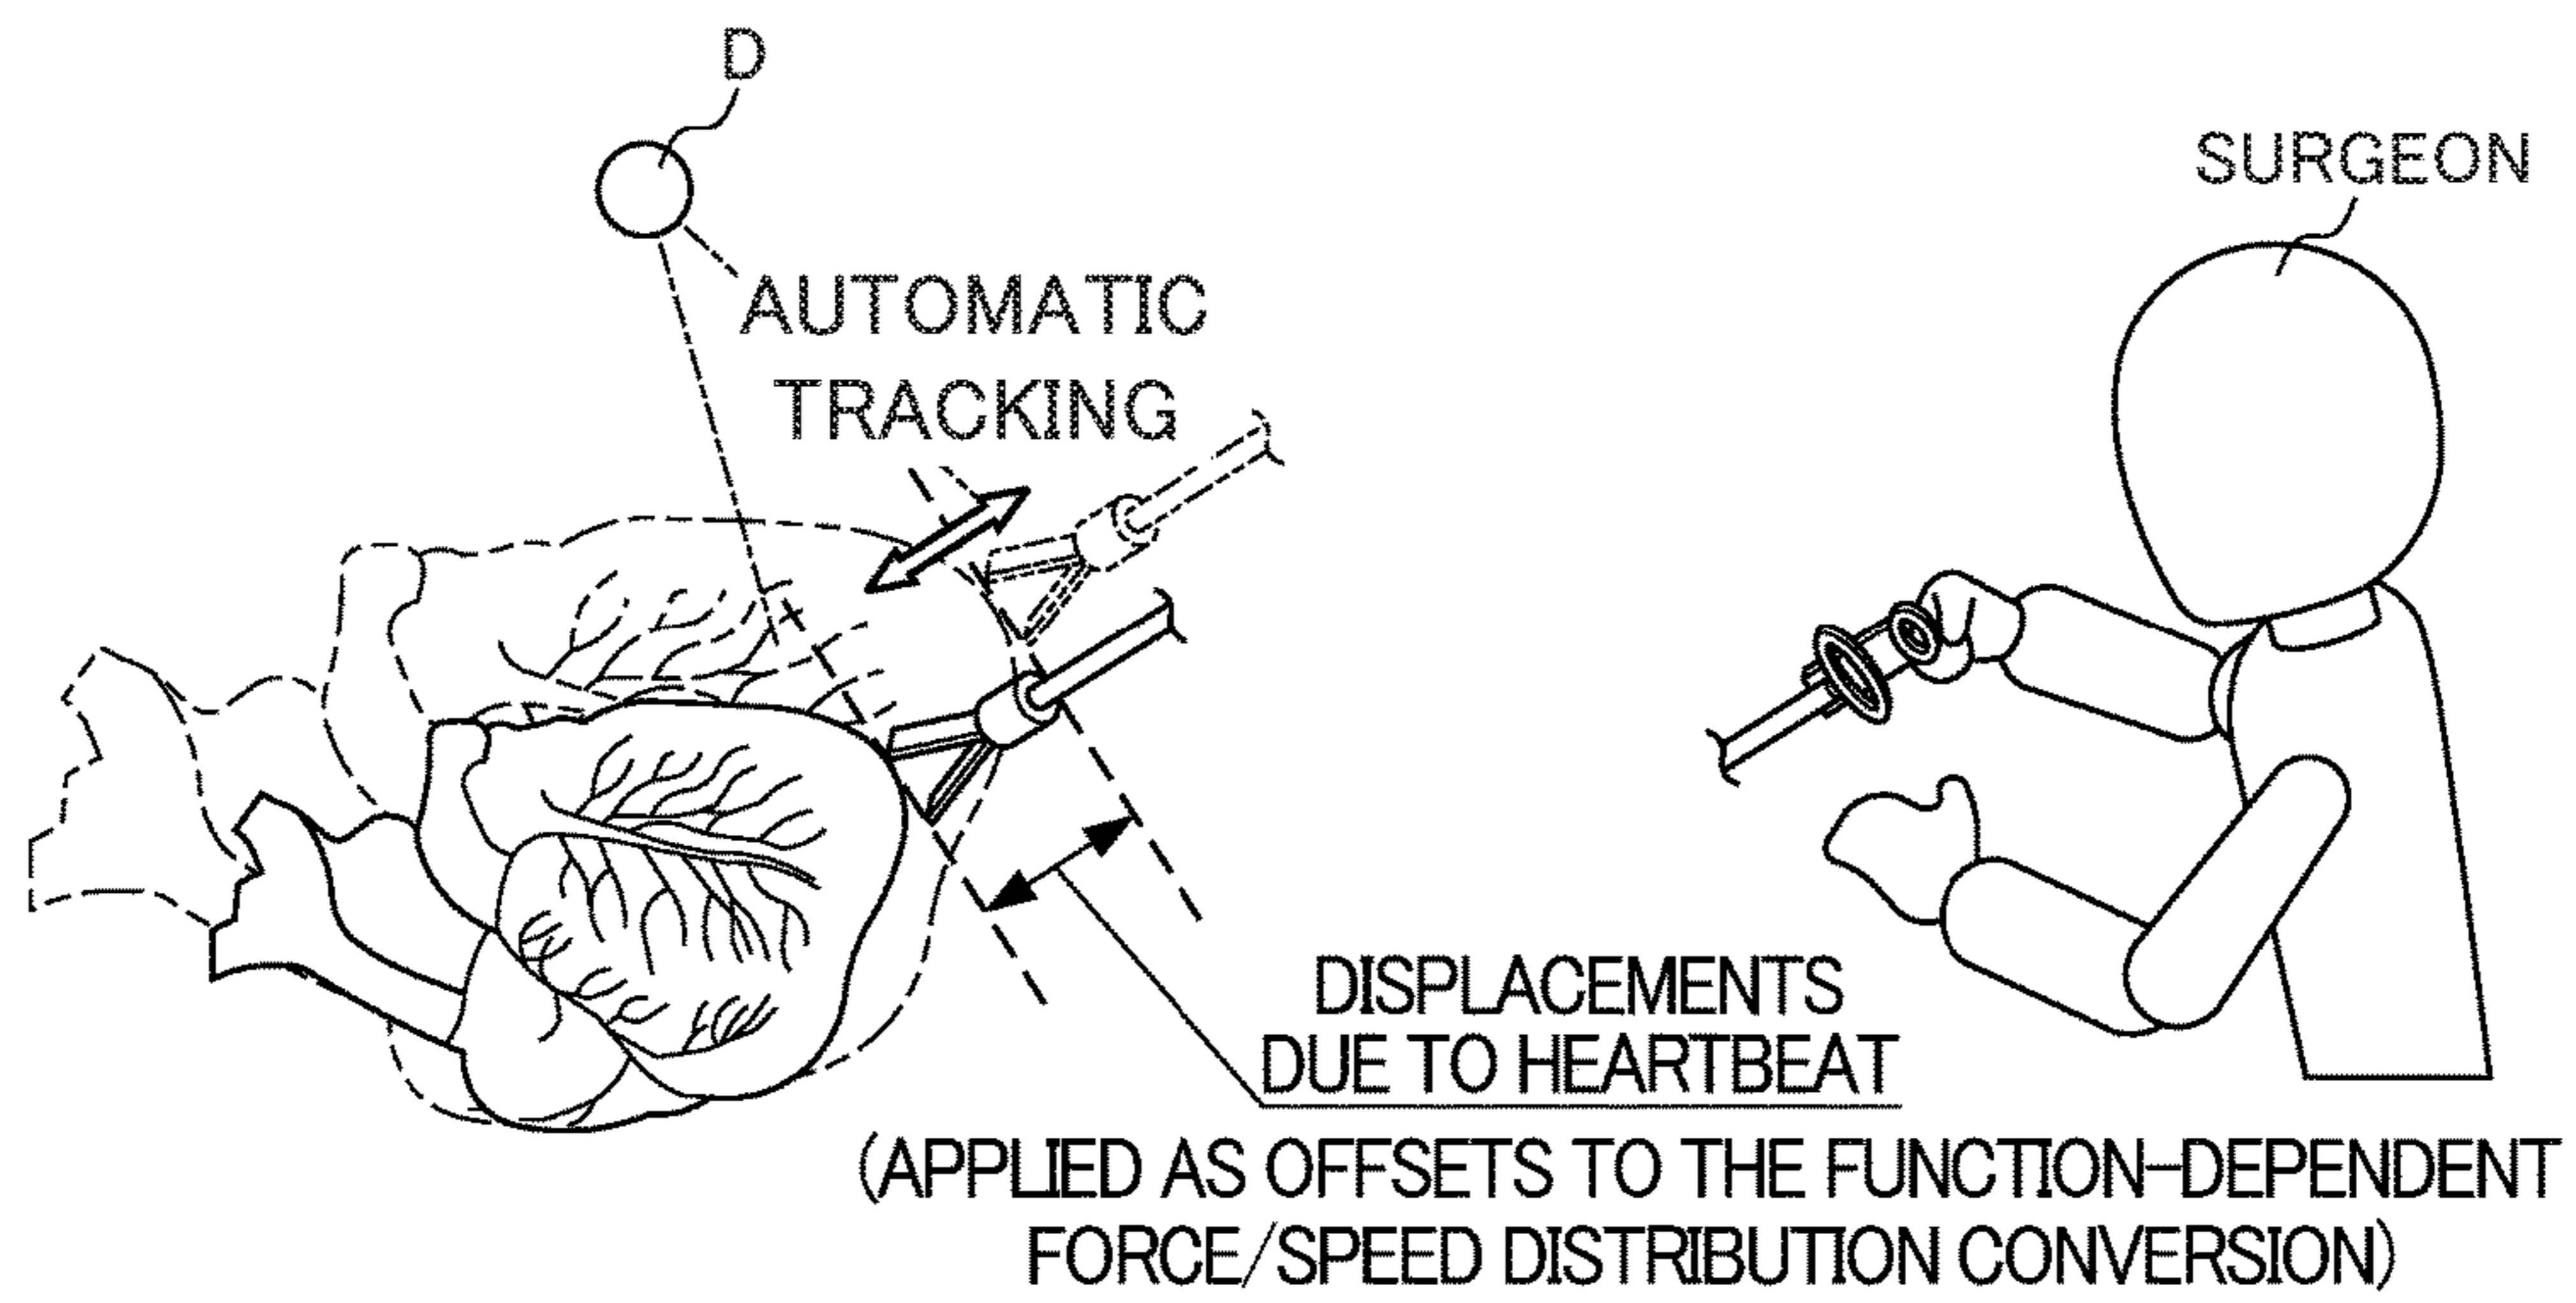 D
SURGEON
AUTOMATIC
TRACKING
DISPLACEMENTS
DUE TO HEARTBEAT
(APPLIED AS OFFSETS TO THE FUNCTION-DEPENDENT
FORCE/SPEED DISTRIBUTION CONVERSION)